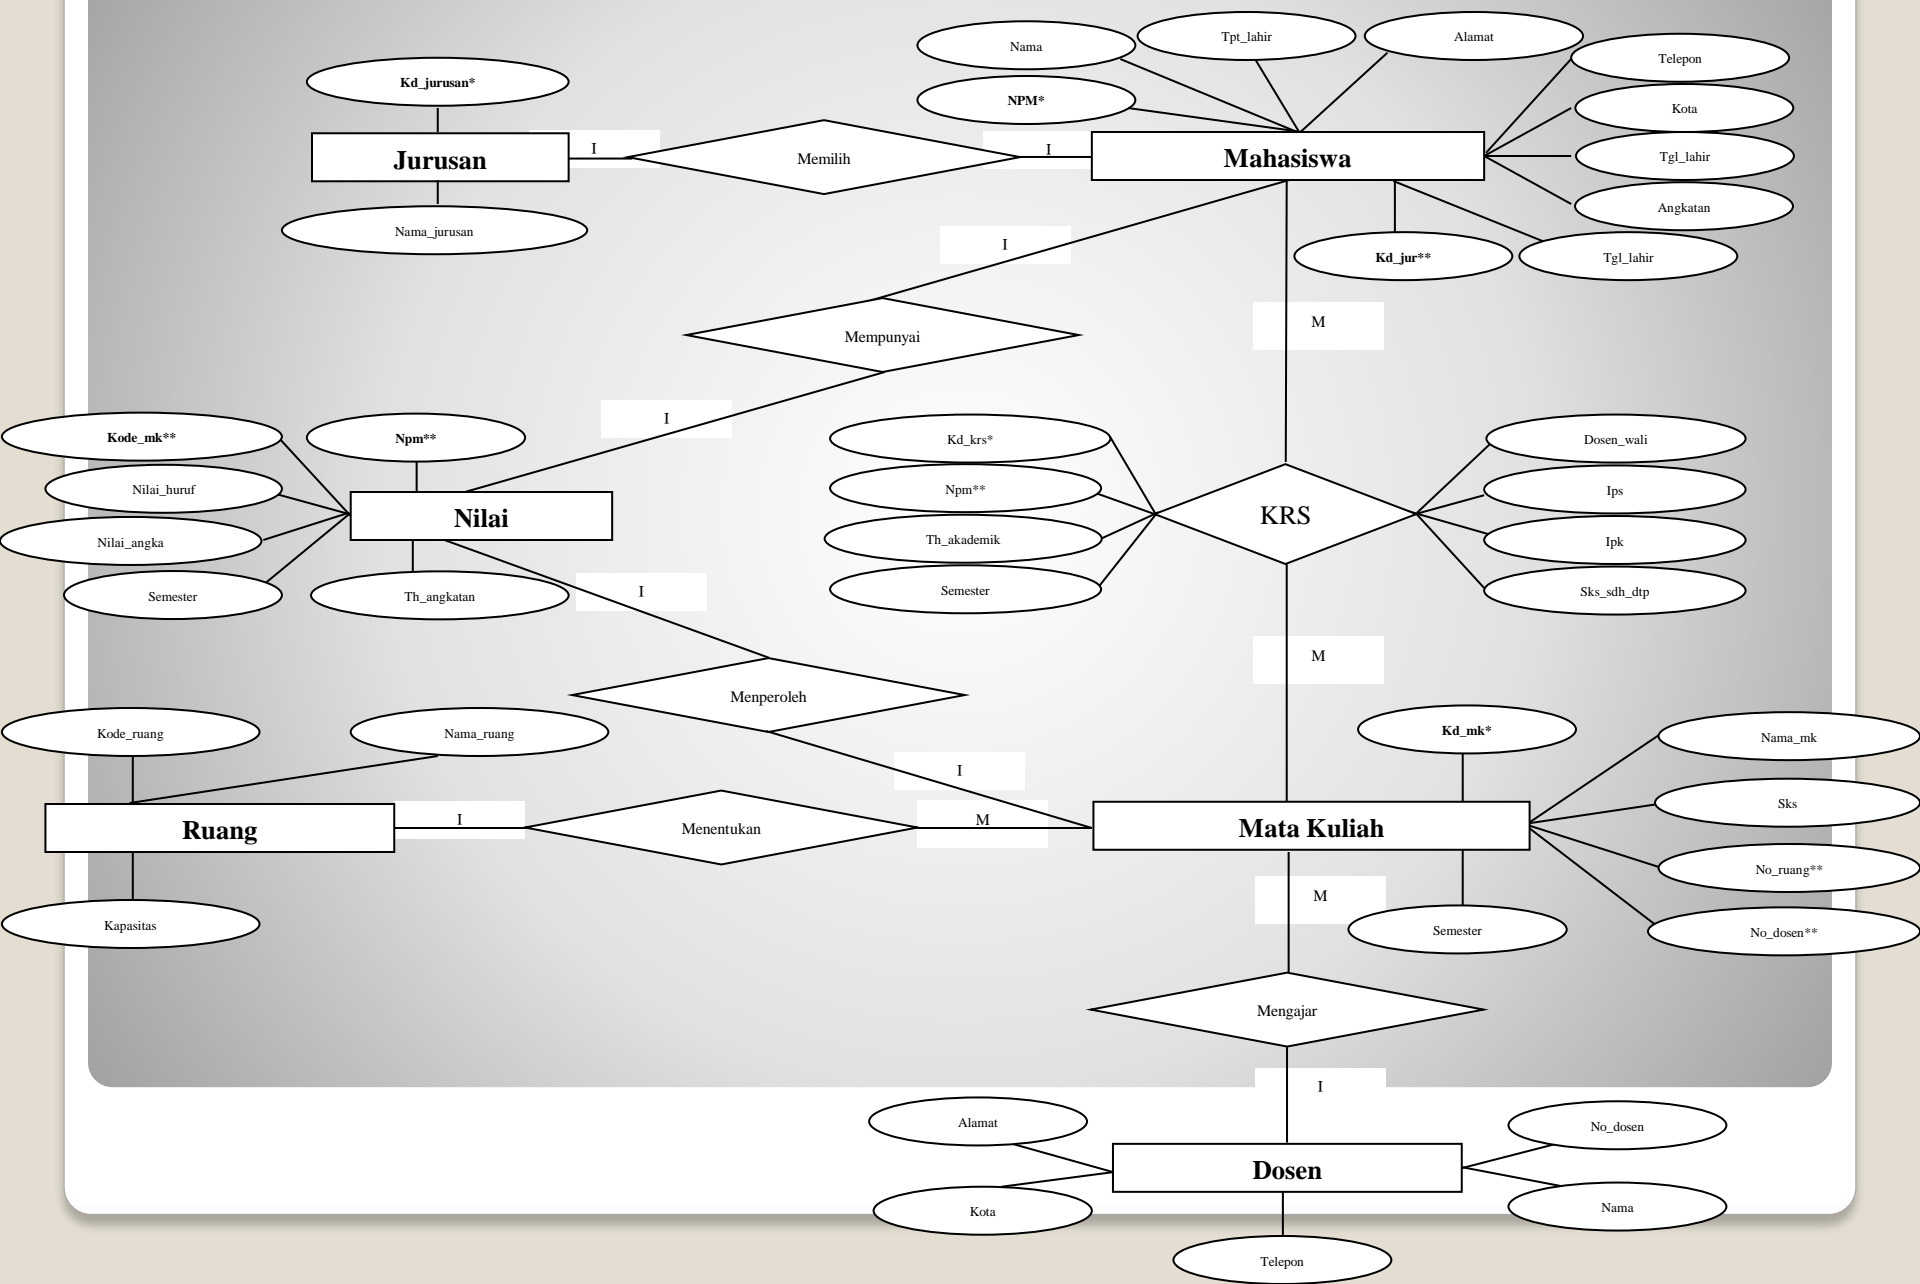 Nama
Tpt_lahir
Alamat
Telepon
Kd_jurusan*
NPM*
Kota
Jurusan
I
Memilih
I
Mahasiswa
Tgl_lahir
Angkatan
Nama_jurusan
I
Kd_jur**
Tgl_lahir
M
Mempunyai
I
Kode_mk**
Npm**
Kd_krs*
Dosen_wali
Nilai_huruf
Npm**
Ips
Nilai
KRS
Nilai_angka
Th_akademik
Ipk
Semester
Th_angkatan
I
Semester
Sks_sdh_dtp
M
Menperoleh
Kode_ruang
Nama_ruang
Kd_mk*
Nama_mk
I
Sks
Ruang
I
Menentukan
M
Mata Kuliah
No_ruang**
M
Kapasitas
Semester
No_dosen**
Mengajar
I
Alamat
No_dosen
Dosen
Kota
Nama
Telepon